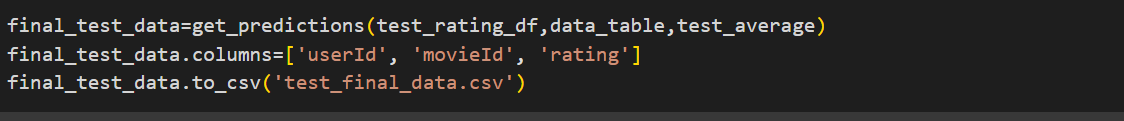 final_test_data=get_predictions(test_rating_df,data_table,test_average)
final_test_data.columns=['userId', 'movieId', 'rating']
final_test_data.to_csv('test_final_data.csv')